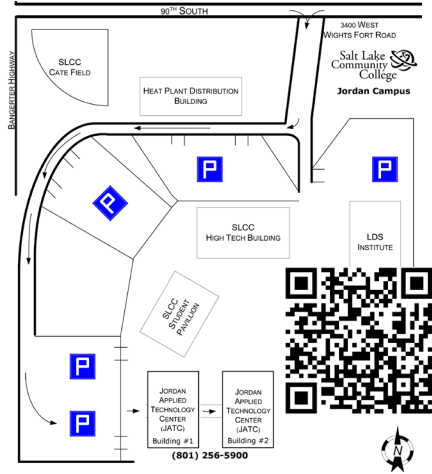 90TH SOUTH
3400 WEST
WIGHTS FORT ROAD
BANGERTER HIGHWAY
SLCC
CATE FIELD
Salt Lake
Community
College
Jordan Campus
HEAT PLANT DISTRIBUTION
BUILDING
P
P
P
SLCC
HIGH TECH BUILDING
LDS
INSTITUTE
SLCC
STUDENT
PAVILLION
P
P
JORDAN
APPLIED
TECHNOLOGY
CENTER
(JATC)
Building #1
JORDAN
APPLIED
TECHNOLOGY
CENTER
(JATC)
Building #2
(801) 256-5900
N